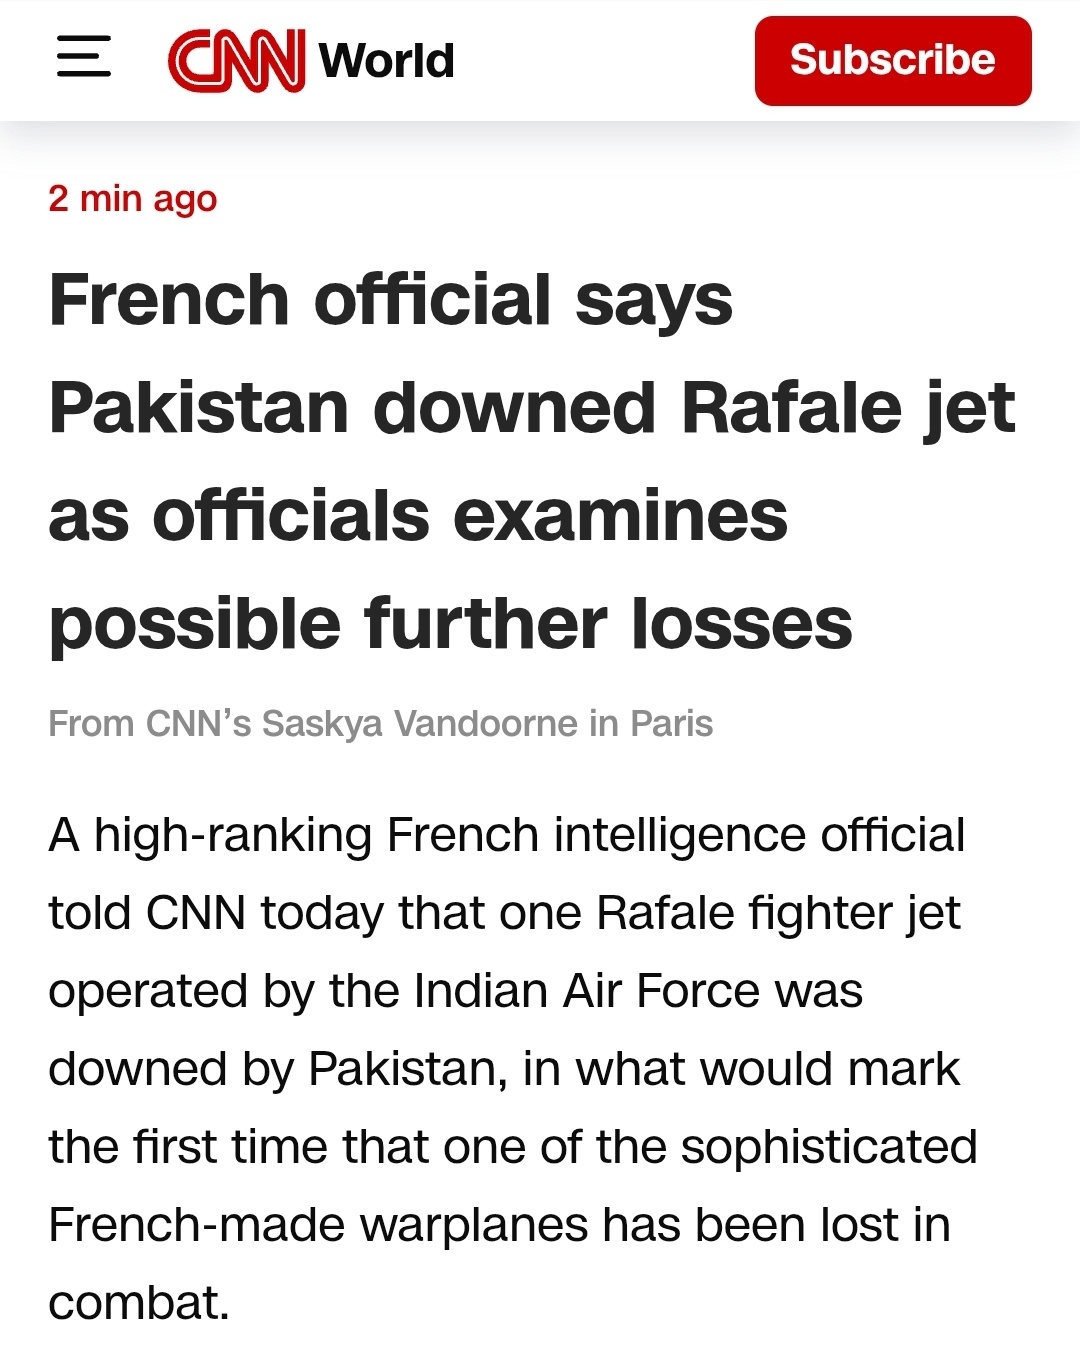 CNN World
Subscribe
2 min ago
French official says
Pakistan downed Rafale jet
as officials examines
possible further losses
From CNN’s Saskya Vandoorne in Paris
A high-ranking French intelligence official
told CNN today that one Rafale fighter jet
operated by the Indian Air Force was
downed by Pakistan, in what would mark
the first time that one of the sophisticated
French-made warplanes has been lost in
combat.